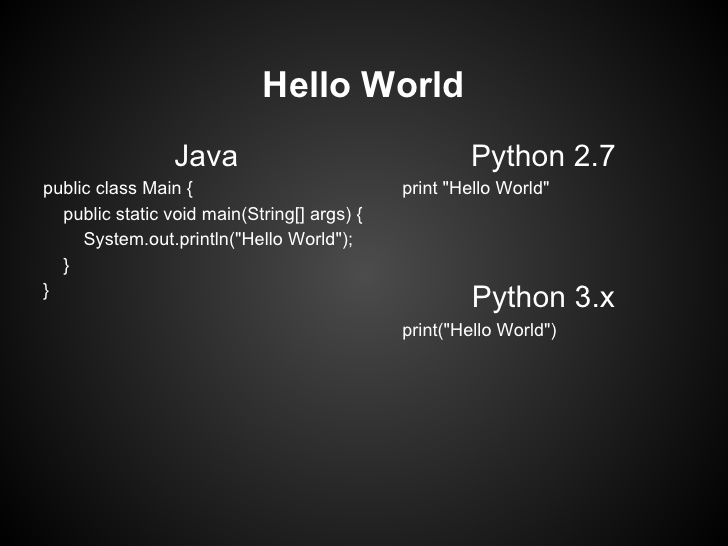 Hello World
Java
public class Main {
public static void main(String[] args) {
System.out.println("Hello World");
}
}
Python 2.7
print "Hello World"
Python 3.x
print("Hello World")